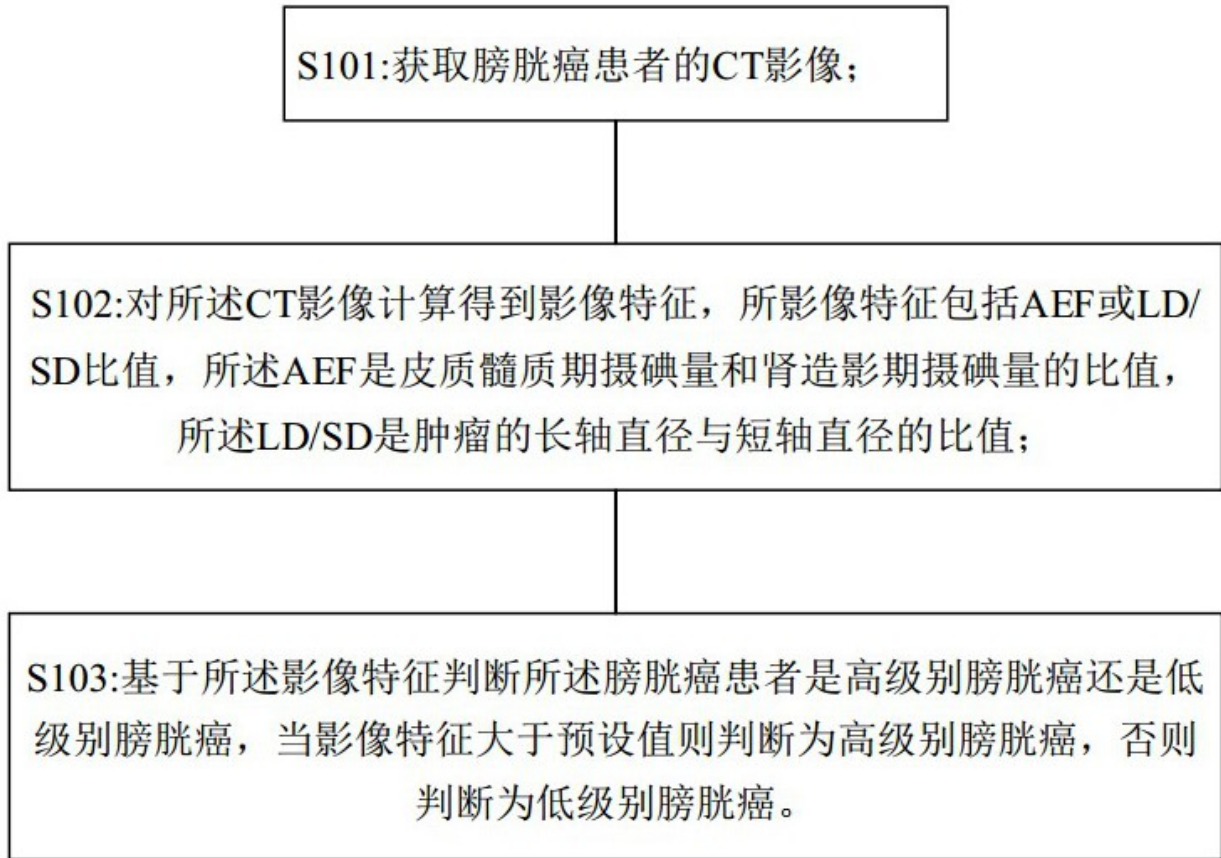 S101:获取膀胱癌患者的CT影像；
S102:对所述CT影像计算得到影像特征，所影像特征包括AEF或LD/
SD比值，所述AEF是皮质髓质期摄碘量和肾造影期摄碘量的比值，
所述LD/SD是肿瘤的长轴直径与短轴直径的比值；
S103:基于所述影像特征判断所述膀胱癌患者是高级别膀胱癌还是低
级别膀胱癌，当影像特征大于预设值则判断为高级别膀胱癌，否则
判断为低级别膀胱癌。